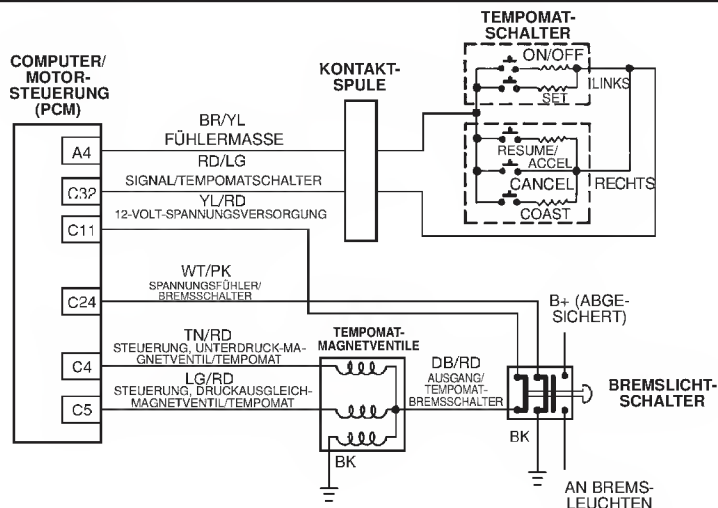 TEMPOMAT-
SCHALTER
ON/OFF
LINKS
SET
RESUME/
ACCEL
CANCEL
RECHTS
COAST
COMPUTER/
MOTOR-
STEUERUNG
(PCM)
KONTAKT-
SPULE
BR/YL
A4
FÜHLERMASSE
RD/LG
C32
SIGNAL/TEMPOMATSCHALTER
YL/RD
C11
12-VOLT-SPANNUNGSVERSORGUNG
WT/PK
C24
SPANNUNGSFÜHLER/
BREMSSCHALTER
B+ (ABGE-
SICHERT)
TN/RD
C4
STEUERUNG, UNTERDRUCK-MA-
GNETVENTIL/TEMPOMAT
LG/RD
C5
STEUERUNG, DRUCKAUSGLEICH-
MAGNETVENTIL/TEMPOMAT
TEMPOMAT-
MAGNETVENTILE
BK
DB/RD
AUSGANG/
TEMPOMAT-
BREMSSCHALTER
BREMSLICHT-
SCHALTER
BK
AN BREMS-
LEUCHTEN